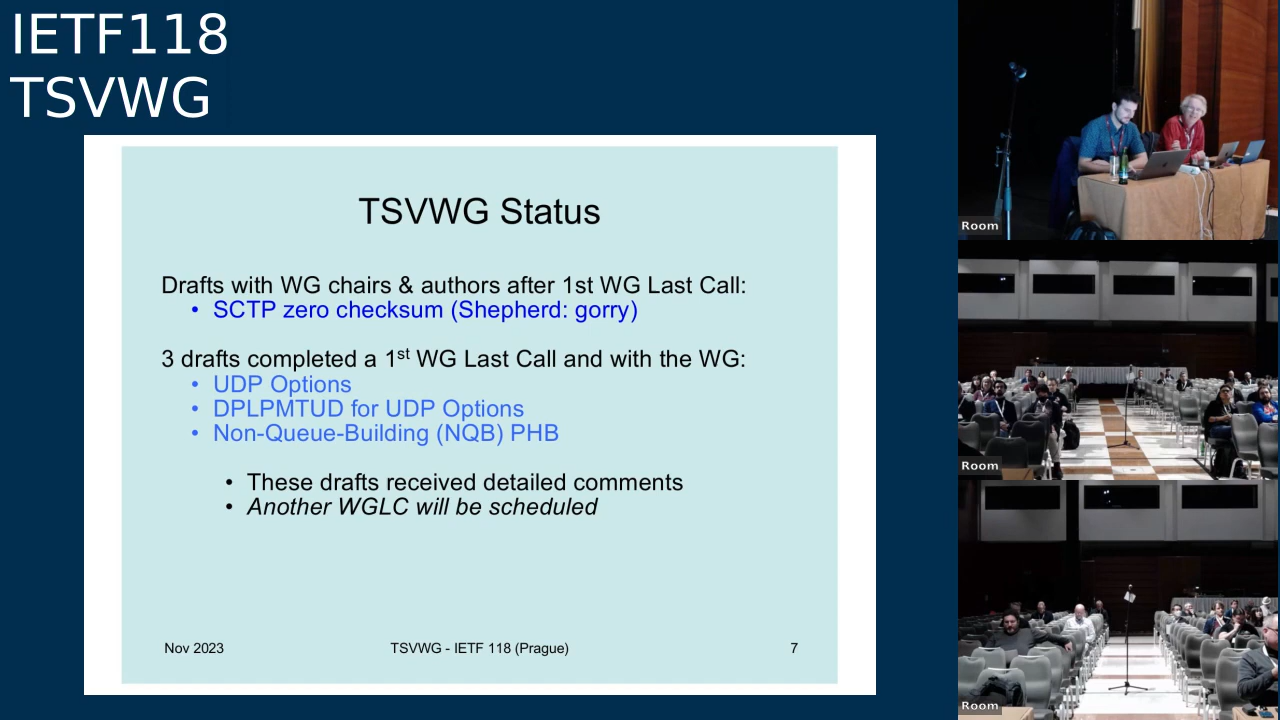 IETF118
TSVWG
TSVWG Status
Drafts with WG chairs & authors after 1st WG Last Call:
• SCTP zero checksum (Shepherd: gorry)
3 drafts completed a 1st WG Last Call and with the WG:
• UDP Options
• DPLPMTUD for UDP Options
• Non-Queue-Building (NQB) PHB
• These drafts received detailed comments
• Another WGLC will be scheduled
Nov 2023 TSVWG - IETF 118 (Prague) 7
Room
Room
Room